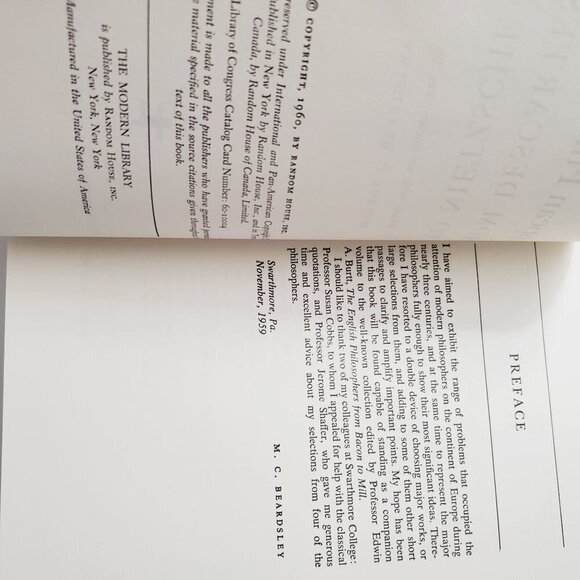 © COPYRIGHT, 1960, BY RANDOM HOUSE, INC.
reserved under International and Pan-American
ublished in New York by Random House, Inc., and in
Canada, by Random House of Canada, Limited.
Library of Congress Catalog Card Number: 60-10004
ment is made to all the publishers who have granted
material specified in the source citations given
text of this book.
THE MODERN LIBRARY
is published by RANDOM HOUSE, INC.
New York, New York
Manufactured in the United States of America
PREFACE
I have aimed to exhibit the range of problems that occupied the
attention of modern philosophers on the continent of Europe during
nearly three centuries, and at the same time to represent the major
philosophers fully enough to show their most significant ideas. There-
fore I have resorted to a double device of choosing major works, or
large selections from them, and adding to some of them other short
passages to clarify and amplify important points. My hope has been
that this book will be found capable of standing as a companion
volume to the well-known collection edited by Professor Edwin
A. Burtt, The English Philosophers from Bacon to Mill.
I should like to thank two of my colleagues at Swarthmore College:
Professor Susan Cobbs, to whom I appealed for help with the classical
quotations, and Professor Jerome Shaffer, who gave me generous
time and excellent advice about my selections from four of the
philosophers.
M. C. BEARDSLEY
Swarthmore, Pa.
November, 1959